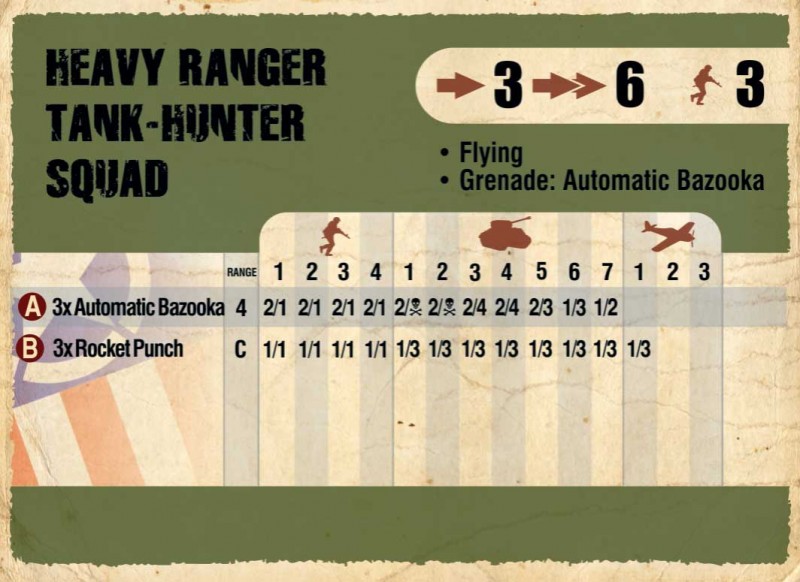 HEAVY RANGER
TANK-HUNTER
SQUAD
3 6 3
• Flying
• Grenade: Automatic Bazooka
RANGE 1 2 3 4 1 2 3 4 5 6 7 1 2 3
A 3x Automatic Bazooka 4 2/1 2/1 2/1 2/1 2/☠ 2/☠ 2/4 2/4 2/3 1/3 1/2
B 3x Rocket Punch C 1/1 1/1 1/1 1/1 1/3 1/3 1/3 1/3 1/3 1/3 1/3 1/3